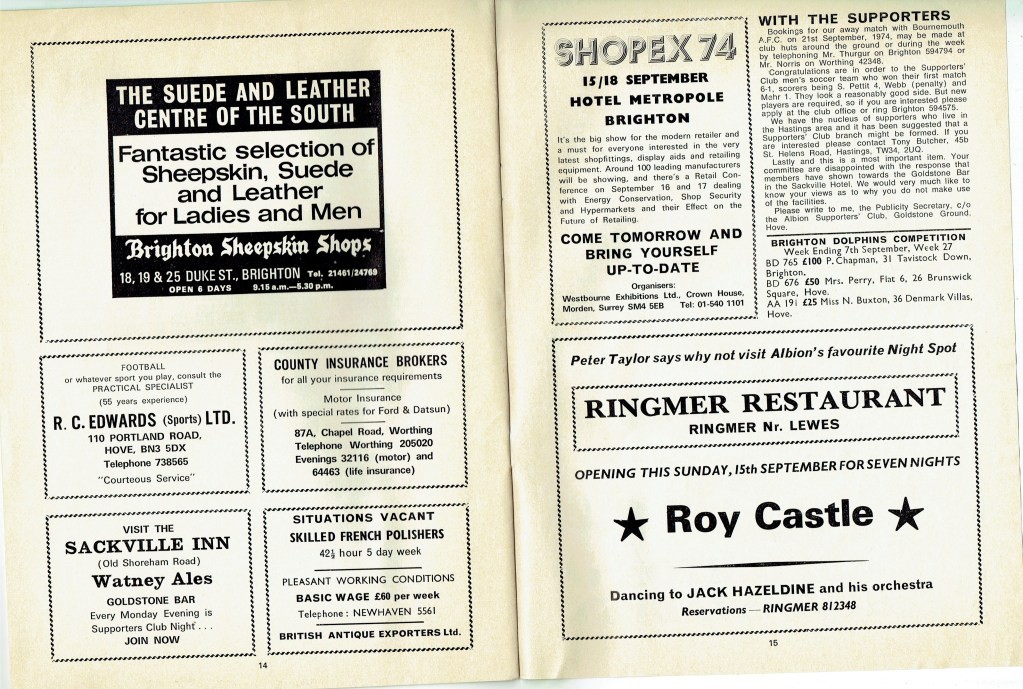 THE SUEDE AND LEATHER
CENTRE OF THE SOUTH
Fantastic selection of
Sheepskin, Suede
and Leather
for Ladies and Men
Brighton Sheepskin Shops
18, 19 & 25 DUKE ST., BRIGHTON Tel. 21461/24769
OPEN 6 DAYS 9.15 a.m.—5.30 p.m.
FOOTBALL
or whatever sport you play, consult the
PRACTICAL SPECIALIST
(55 years experience)
R. C. EDWARDS (Sports) LTD.
110 PORTLAND ROAD,
HOVE, BN3 5DX
Telephone 738565
"Courteous Service"
COUNTY INSURANCE BROKERS
for all your insurance requirements
Motor Insurance
(with special rates for Ford & Datsun)
87A, Chapel Road, Worthing
Telephone Worthing 205020
Evenings 32116 (motor) and
64463 (life insurance)
VISIT THE
SACKVILLE INN
(Old Shoreham Road)
Watney Ales
GOLDSTONE BAR
Every Monday Evening is
Supporters Club Night . . .
JOIN NOW
SITUATIONS VACANT
SKILLED FRENCH POLISHERS
42½ hour 5 day week
PLEASANT WORKING CONDITIONS
BASIC WAGE £60 per week
Telephone: NEWHAVEN 5561
BRITISH ANTIQUE EXPORTERS Ltd.
14
SHOPEX 74
15/18 SEPTEMBER
HOTEL METROPOLE
BRIGHTON
It's the big show for the modern retailer and
a must for everyone interested in the very
latest shopfittings, display aids and retailing
equipment. Around 100 leading manufacturers
will be showing, and there's a Retail Con-
ference on September 16 and 17 dealing
with Energy Conservation, Shop Security
and Hypermarkets and their Effect on the
Future of Retailing.
COME TOMORROW AND
BRING YOURSELF
UP-TO-DATE
Organisers:
Westbourne Exhibitions Ltd., Crown House,
Morden, Surrey SM4 5EB Tel: 01-540 1101
WITH THE SUPPORTERS
Bookings for our away match with Bournemouth
A.F.C. on 21st September, 1974, may be made at
club huts around the ground or during the week
by telephoning Mr. Thurgur on Brighton 594794 or
Mr. Norris on Worthing 42348.
Congratulations are in order to the Supporters'
Club men's soccer team who won their first match
6-1, scorers being S. Pettit 4, Webb (penalty) and
Mehr 1. They look a reasonably good side. But new
players are required, so if you are interested please
apply at the club office or ring Brighton 594575.
We have the nucleus of supporters who live in
the Hastings area and it has been suggested that a
Supporters' Club branch might be formed. If you
are interested please contact Tony Butcher, 45b
St. Helens Road, Hastings, TW34, 2UQ.
Lastly and this is a most important item. Your
committee are disappointed with the response that
members have shown towards the Goldstone Bar
in the Sackville Hotel. We would very much like to
know your views as to why you do not make use
of the facilities.
Please write to me, the Publicity Secretary, c/o
the Albion Supporters' Club, Goldstone Ground,
Hove.
BRIGHTON DOLPHINS COMPETITION
Week Ending 7th September, Week 27
BD 765 £100 P. Chapman, 31 Tavistock Down,
Brighton,
BD 676 £50 Mrs. Perry, Flat 6, 26 Brunswick
Square, Hove.
AA 191 £25 Miss N. Buxton, 36 Denmark Villas,
Hove.
Peter Taylor says why not visit Albion's favourite Night Spot
RINGMER RESTAURANT
RINGMER Nr. LEWES
OPENING THIS SUNDAY, 15th SEPTEMBER FOR SEVEN NIGHTS
★ Roy Castle ★
Dancing to JACK HAZELDINE and his orchestra
Reservations — RINGMER 812348
15